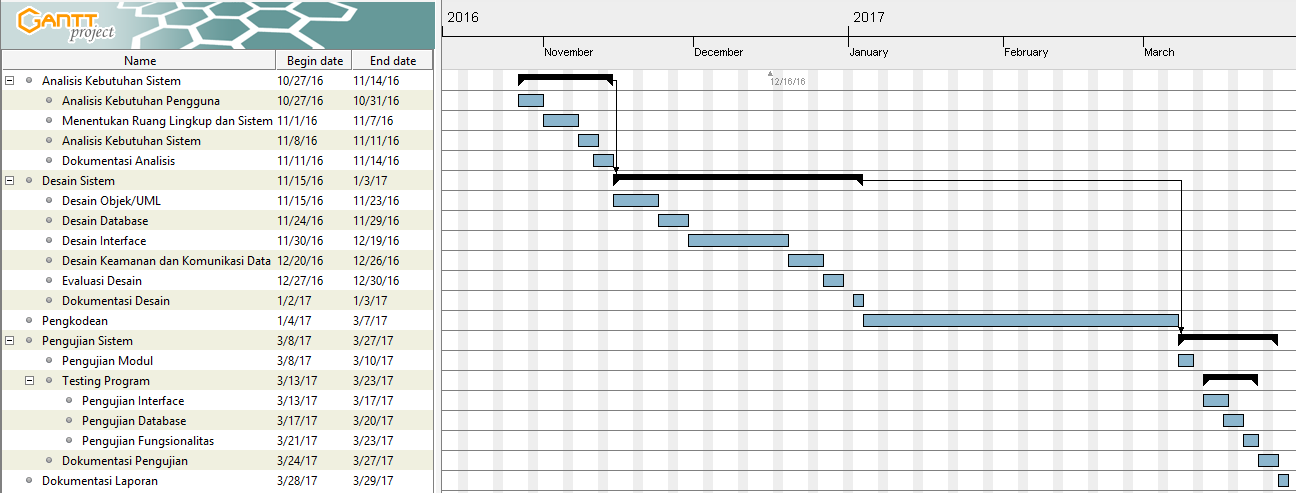 GANTT
project
2016 2017
November December January February March
Name Begin date End date
12/16/16
Analisis Kebutuhan Sistem 10/27/16 11/14/16
Analisis Kebutuhan Pengguna 10/27/16 10/31/16
Menentukan Ruang Lingkup dan Sistem 11/1/16 11/7/16
Analisis Kebutuhan Sistem 11/8/16 11/11/16
Dokumentasi Analisis 11/11/16 11/14/16
Desain Sistem 11/15/16 1/3/17
Desain Objek/UML 11/15/16 11/23/16
Desain Database 11/24/16 11/29/16
Desain Interface 11/30/16 12/19/16
Desain Keamanan dan Komunikasi Data 12/20/16 12/26/16
Evaluasi Desain 12/27/16 12/30/16
Dokumentasi Desain 1/2/17 1/3/17
Pengkodean 1/4/17 3/7/17
Pengujian Sistem 3/8/17 3/27/17
Pengujian Modul 3/8/17 3/10/17
Testing Program 3/13/17 3/23/17
Pengujian Interface 3/13/17 3/17/17
Pengujian Database 3/17/17 3/20/17
Pengujian Fungsionalitas 3/21/17 3/23/17
Dokumentasi Pengujian 3/24/17 3/27/17
Dokumentasi Laporan 3/28/17 3/29/17